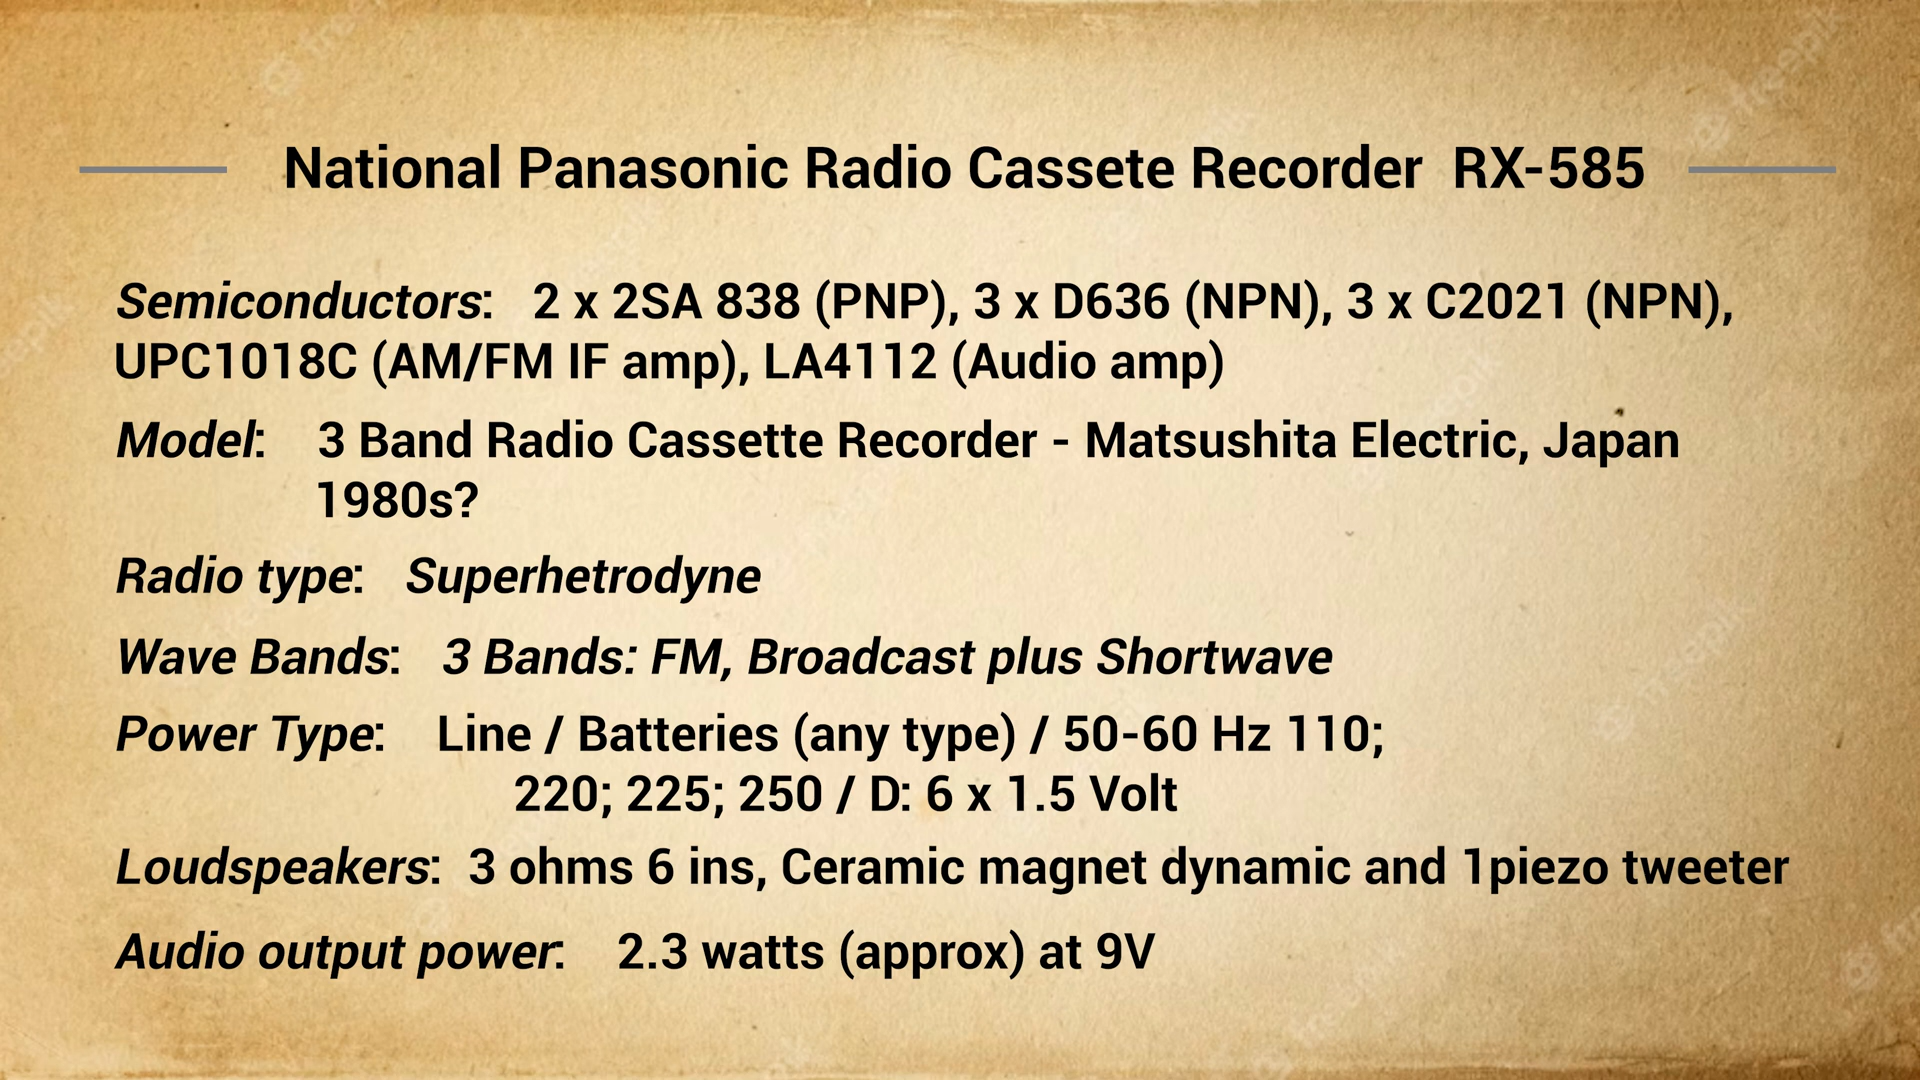 National Panasonic Radio Cassete Recorder RX-585
Semiconductors: 2 x 2SA 838 (PNP), 3 x D636 (NPN), 3 x C2021 (NPN),
UPC1018C (AM/FM IF amp), LA4112 (Audio amp)
Model: 3 Band Radio Cassette Recorder - Matsushita Electric, Japan
1980s?
Radio type: Superhetrodyne
Wave Bands: 3 Bands: FM, Broadcast plus Shortwave
Power Type: Line / Batteries (any type) / 50-60 Hz 110;
220; 225; 250 / D: 6 x 1.5 Volt
Loudspeakers: 3 ohms 6 ins, Ceramic magnet dynamic and 1piezo tweeter
Audio output power: 2.3 watts (approx) at 9V